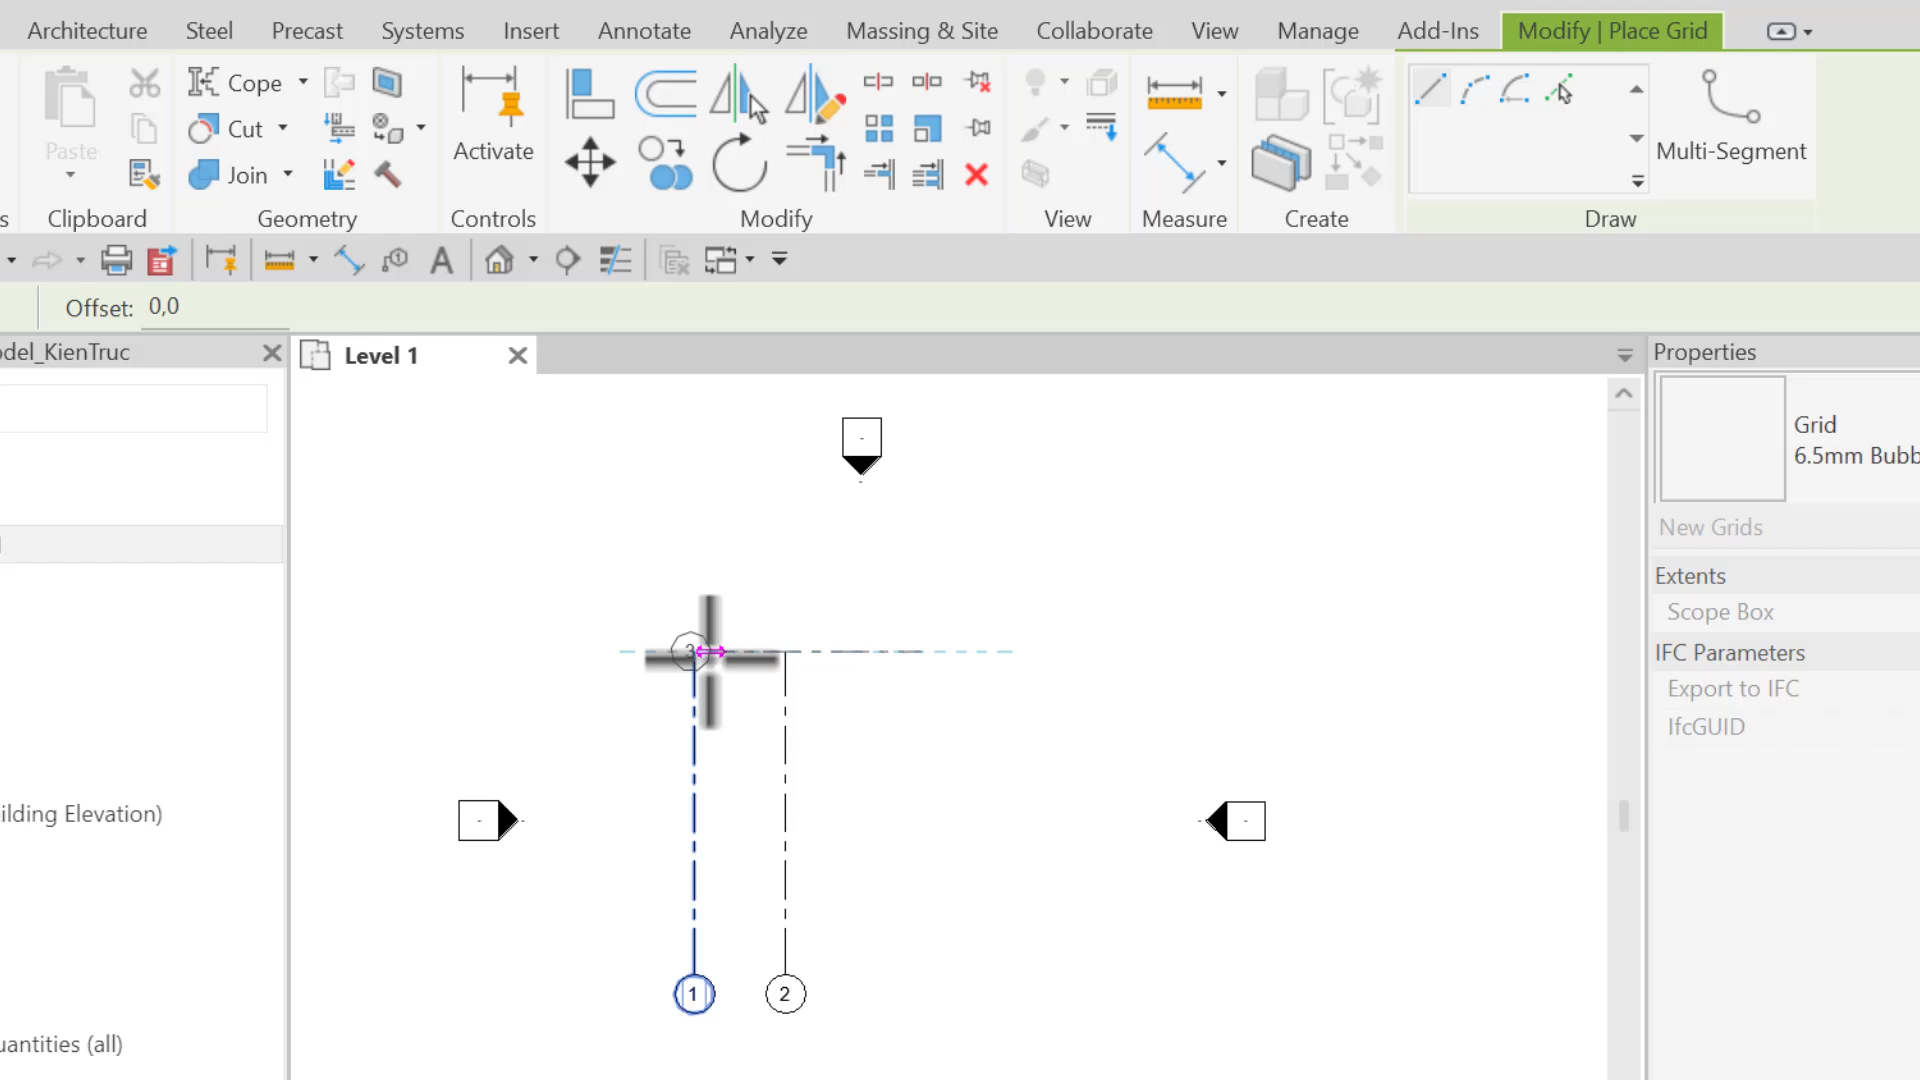 Architecture Steel Precast Systems Insert Annotate Analyze Massing & Site Collaborate View Manage Add-Ins Modify | Place Grid
Cope
Cut
Join
Paste
Activate
Multi-Segment
s Clipboard Geometry Controls Modify View Measure Create Draw
A
Offset: 0,0
odel_KienTruc
Level 1
Properties
Grid
6.5mm Bubb
New Grids
Extents
Scope Box
IFC Parameters
Export to IFC
IfcGUID
3
ilding Elevation)
1
2
uantities (all)